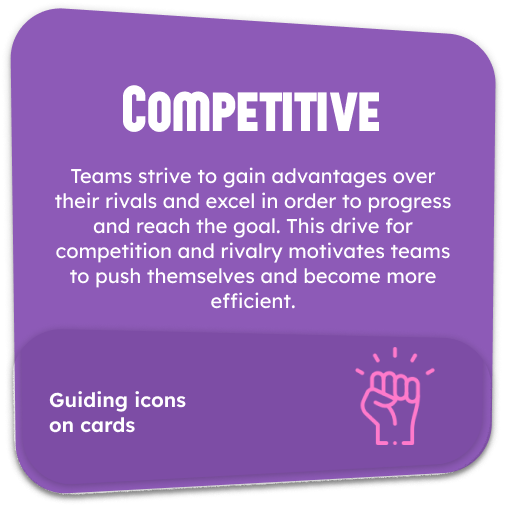 COMPETITIVE
Teams strive to gain advantages over
their rivals and excel in order to progress
and reach the goal. This drive for
competition and rivalry motivates teams
to push themselves and become more
efficient.
Guiding icons
on cards